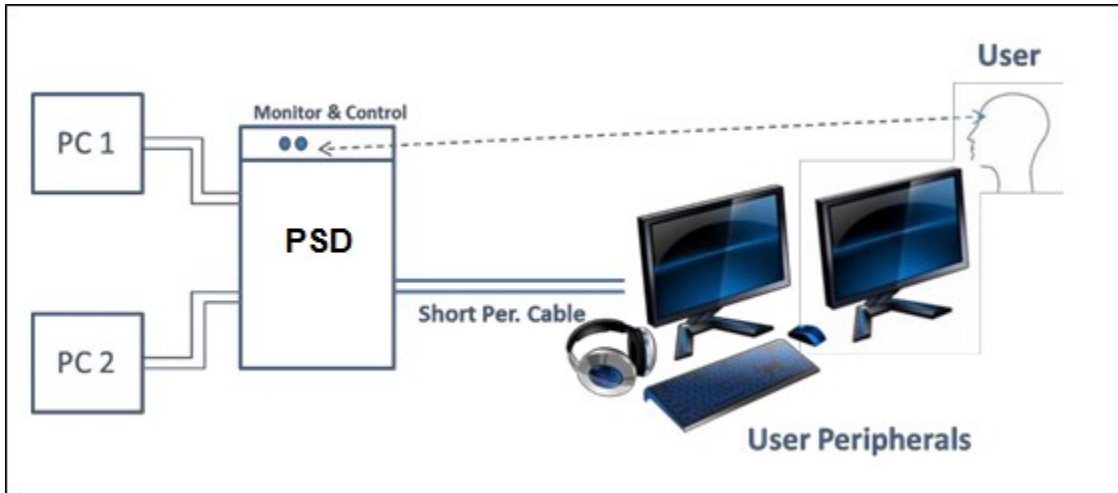 User
Monitor & Control
PC 1
PSD
Short Per. Cable
PC 2
User Peripherals